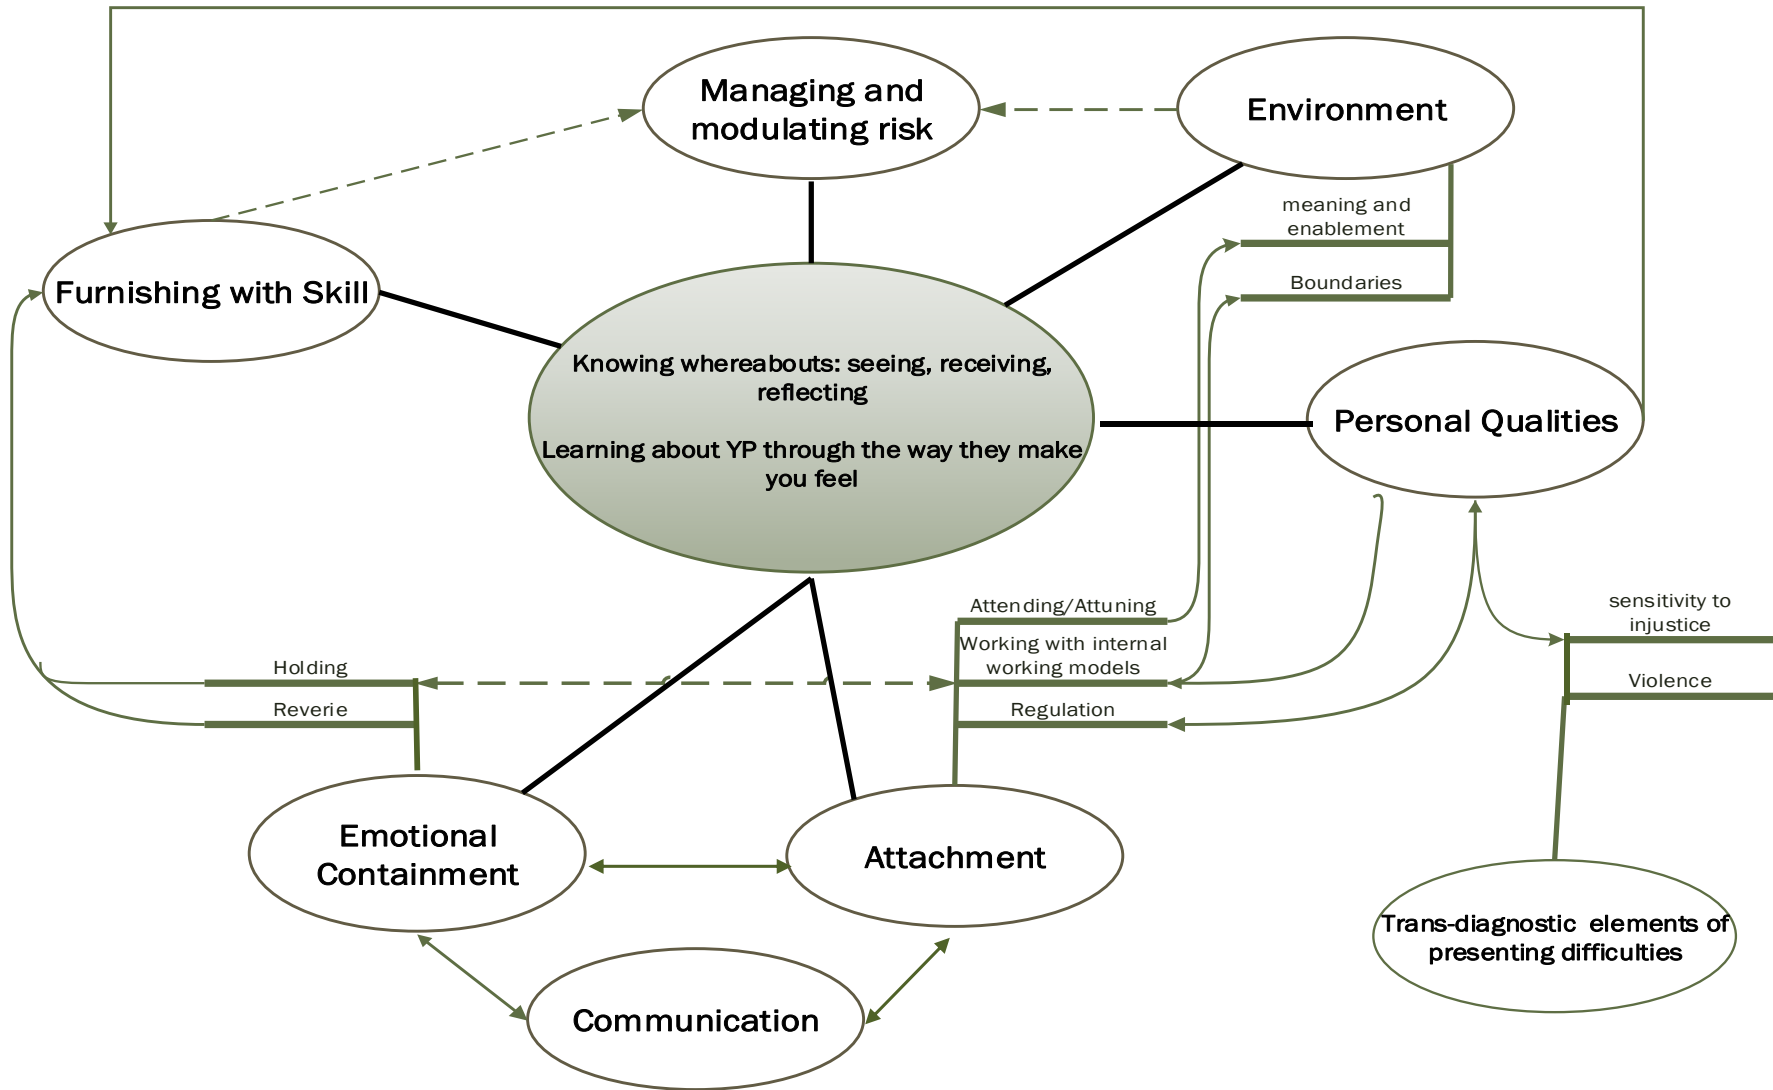 Managing and
modulating risk
Environment
meaning and
enablement
Boundaries
Furnishing with Skill
Knowing whereabouts: seeing, receiving,
reflecting
Learning about YP through the way they make
you feel
Personal Qualities
Attending/Attuning
Working with internal
working models
Regulation
sensitivity to
injustice
Violence
Holding
Reverie
Emotional
Containment
Attachment
Trans-diagnostic elements of
presenting difficulties
Communication